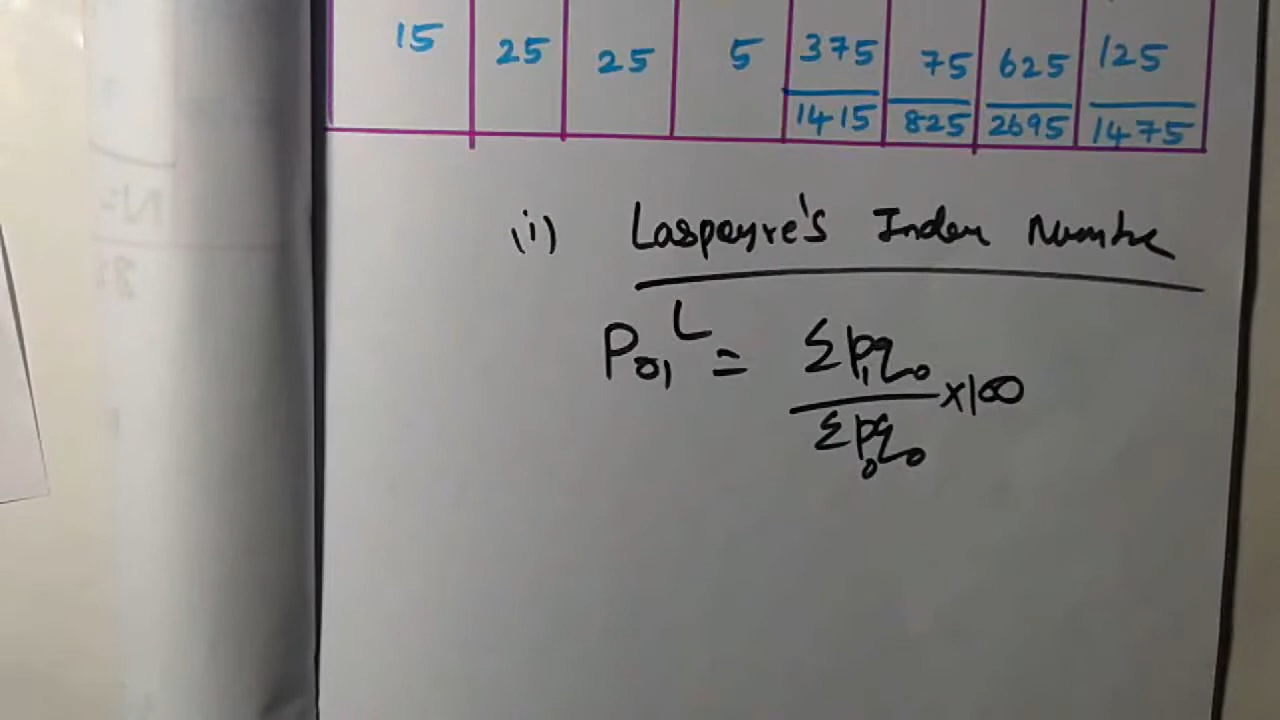 15 25 25 5 375 75 625 125
1415 825 2695 1475
(i) Laspeyre's Index Number
P₀₁ᴸ = Σp₁q₀ / Σp₀q₀ ×100